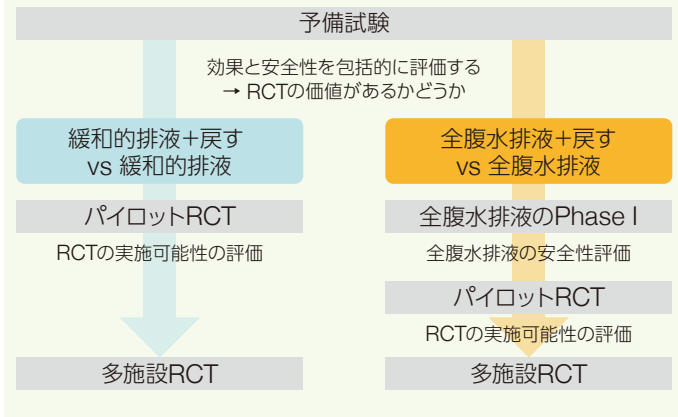 予備試験
効果と安全性を包括的に評価する
→ RCTの価値があるかどうか
緩和的排液＋戻す
vs 緩和的排液
パイロットRCT
RCTの実施可能性の評価
多施設RCT
全腹水排液＋戻す
vs 全腹水排液
全腹水排液のPhase I
全腹水排液の安全性評価
パイロットRCT
RCTの実施可能性の評価
多施設RCT